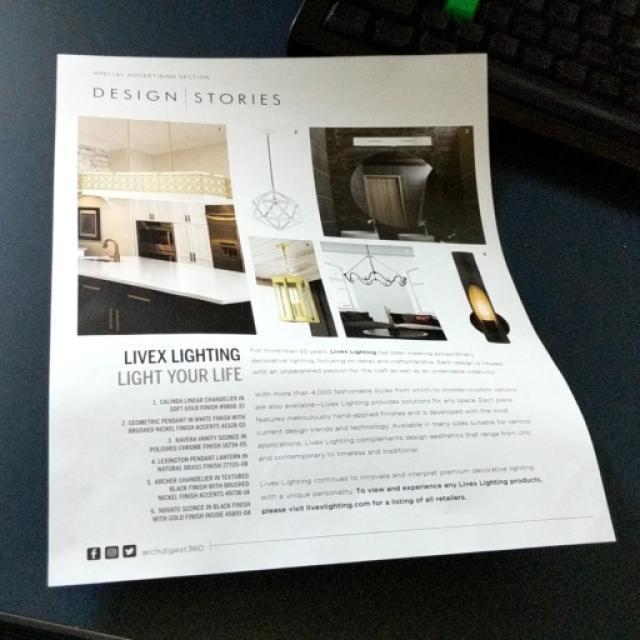 SPECIAL ADVERTISING SECTION
DESIGN | STORIES
LIVEX LIGHTING
LIGHT YOUR LIFE
1. CALINDA LINEAR CHANDELIER IN
SOFT GOLD FINISH
2. GEOMETRIC PENDANT IN WHITE FINISH WITH
BRUSHED NICKEL FINISH ACCENTS 41328-03
3. RAVENA VANITY SCONCE IN
POLISHED CHROME FINISH 16754-05
4. LEXINGTON PENDANT LANTERN IN
NATURAL BRASS FINISH 27720-08
5. ARCHER CHANDELIER IN TEXTURED
BLACK FINISH WITH BRUSHED
NICKEL FINISH ACCENTS 49736-14
6. NOVATO SCONCE IN BLACK FINISH
WITH GOLD FINISH INSIDE 45891-04
For more than 25 years, Livex Lighting has been creating extraordinary
decorative lighting, focusing on detail and craftsmanship. Each design is infused
with an unparalleled passion for the craft as well as an undeniable creativity.
With more than 4,000 fashionable styles from which to choose—custom options
are also available—Livex Lighting provides solutions for any space. Each piece
features meticulously hand-applied finishes and is developed with the most
current design trends and technology. Available in many sizes suitable for various
applications, Livex Lighting complements design aesthetics that range from chic
and contemporary to timeless and traditional.
Livex Lighting continues to innovate and interpret premium decorative lighting
with a unique personality. To view and experience any Livex Lighting products,
please visit livexlighting.com for a listing of all retailers.
archdigest360